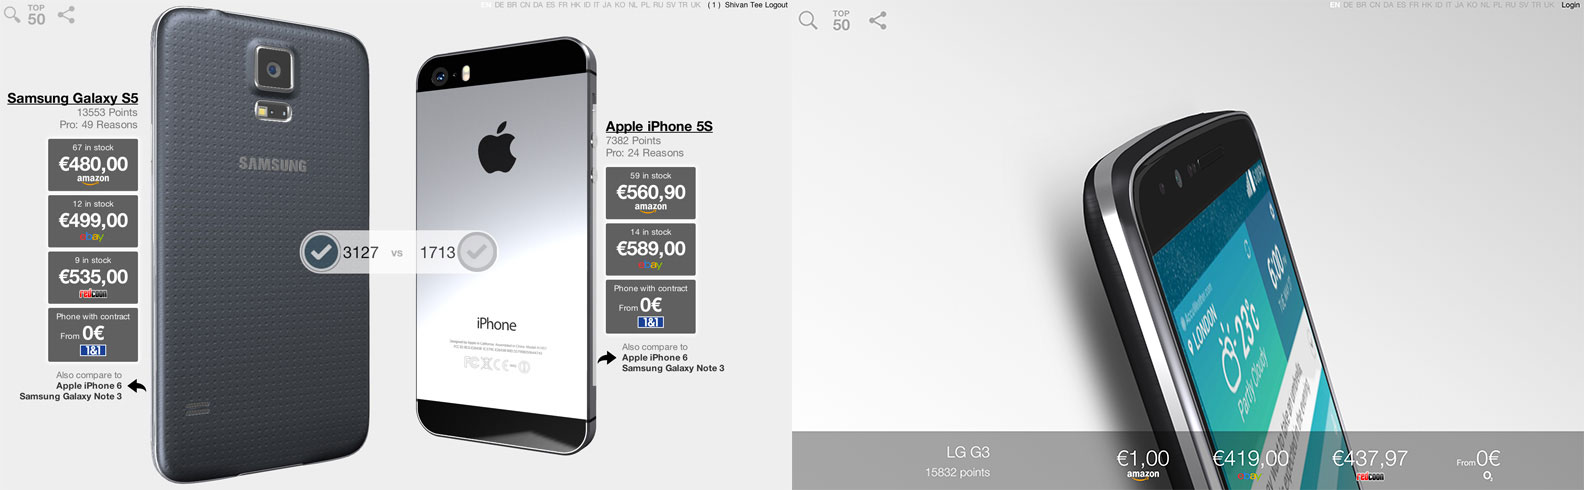 TOP
50
EN DE BR CN DA ES FR HK ID IT JA KO NL PL RU SV TR UK ( 1 ) Shivan Tee Logout
Samsung Galaxy S5
13553 Points
Pro: 49 Reasons
67 in stock
€480,00
amazon
12 in stock
€499,00
ebay
9 in stock
€535,00
redcoon
Phone with contract
From 0€
1&1
Also compare to
Apple iPhone 6
Samsung Galaxy Note 3
SAMSUNG
3127 vs 1713
iPhone
Apple iPhone 5S
7382 Points
Pro: 24 Reasons
59 in stock
€560,90
amazon
14 in stock
€589,00
ebay
Phone with contract
From 0€
1&1
Also compare to
Apple iPhone 6
Samsung Galaxy Note 3
TOP
50
EN DE BR CN DA ES FR HK ID IT JA KO NL PL RU SV TR UK Login
AccuWeather.com
LONDON
23°C
Partly Cloudy
6:00
LG G3
15832 points
€1,00
amazon
€419,00
ebay
€437,97
redcoon
From 0€
O2